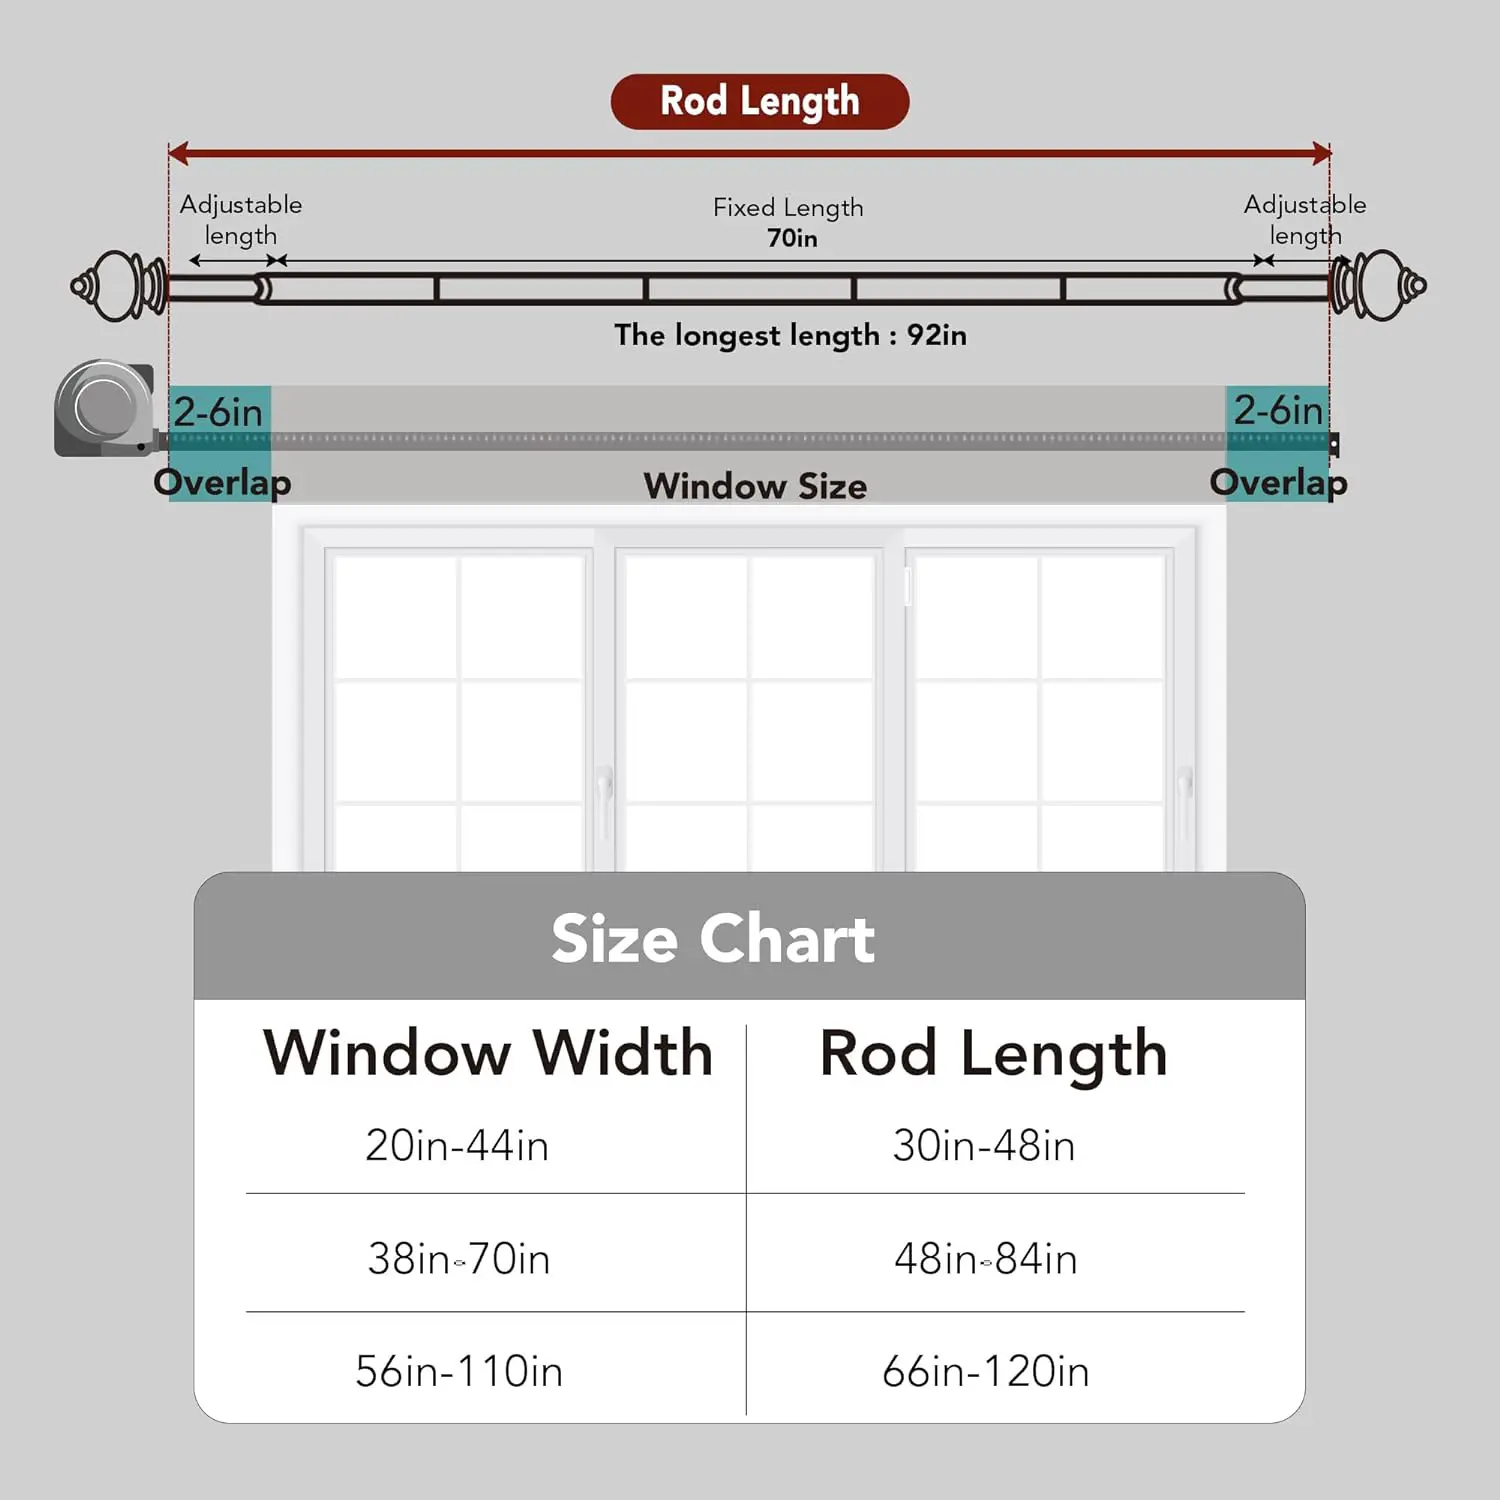 Rod Length
Adjustable
length
Fixed Length
70in
Adjustable
length
The longest length : 92in
2-6in
Overlap
Window Size
2-6in
Overlap
Size Chart
Window Width Rod Length
20in-44in 30in-48in
38in-70in 48in-84in
56in-110in 66in-120in